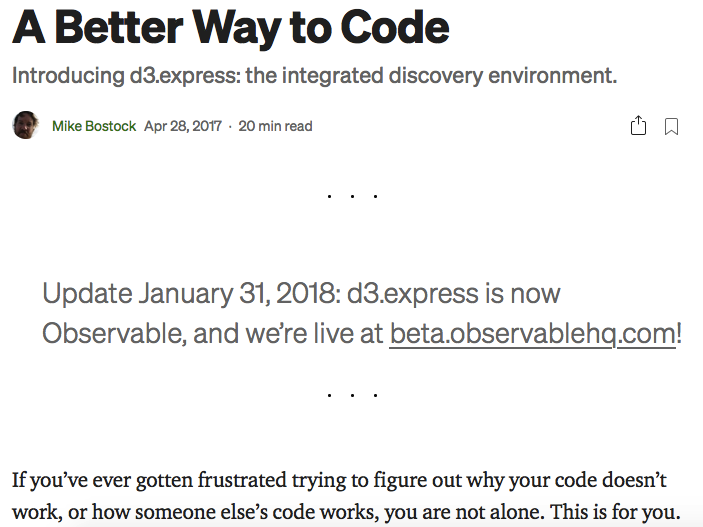 A Better Way to Code
Introducing d3.express: the integrated discovery environment.
Mike Bostock Apr 28, 2017 · 20 min read
. . .
Update January 31, 2018: d3.express is now
Observable, and we’re live at beta.observablehq.com!
. . .
If you’ve ever gotten frustrated trying to figure out why your code doesn’t
work, or how someone else’s code works, you are not alone. This is for you.